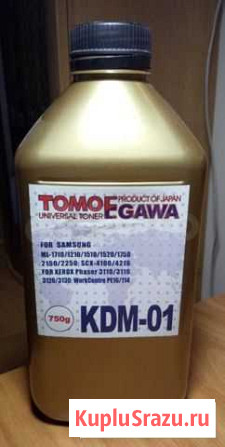 TOMOEGAWA
PRODUCT OF JAPAN
UNIVERSAL TONER
FOR SAMSUNG
ML-1710/1210/1510/1520/1750
2150/2250; SCX-4100/4216
FOR XEROX Phaser 3110/3116
3120/3130; WorkCentre PE16/114
750g
KDM-01
KupluSrazu.ru